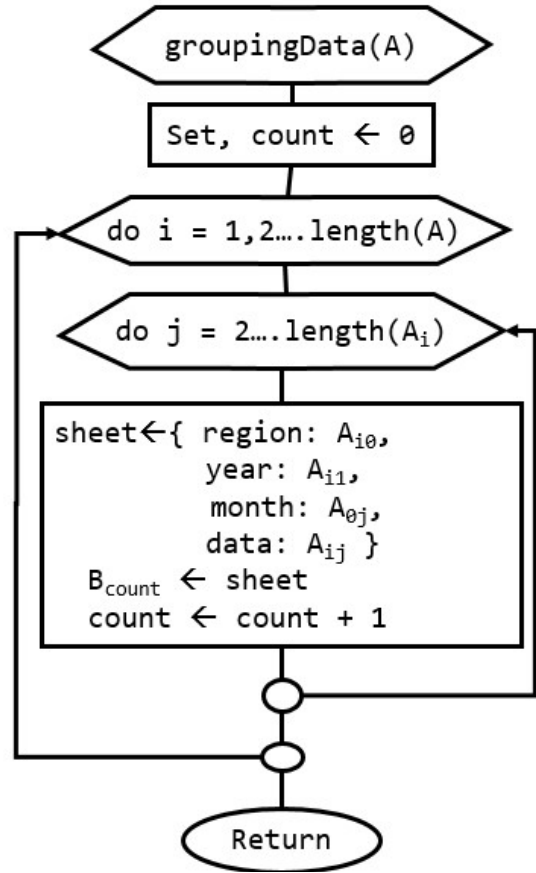 groupingData(A)
Set, count ← 0
do i = 1,2….length(A)
do j = 2….length(Aᵢ)
sheet←{ region: Aᵢ₀,
year: Aᵢ₁,
month: A₀ⱼ,
data: Aᵢⱼ }
B_count ← sheet
count ← count + 1
Return